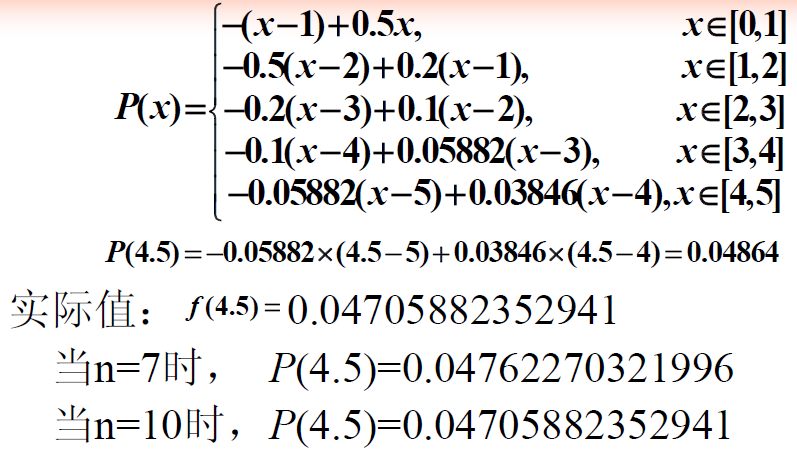 −(x−1)+0.5x, x∈[0,1]
−0.5(x−2)+0.2(x−1), x∈[1,2]
P(x)= −0.2(x−3)+0.1(x−2), x∈[2,3]
−0.1(x−4)+0.05882(x−3), x∈[3,4]
−0.05882(x−5)+0.03846(x−4), x∈[4,5]
P(4.5)=−0.05882×(4.5−5)+0.03846×(4.5−4)=0.04864
实际值：f(4.5)=0.04705882352941
当n=7时， P(4.5)=0.04762270321996
当n=10时，P(4.5)=0.04705882352941